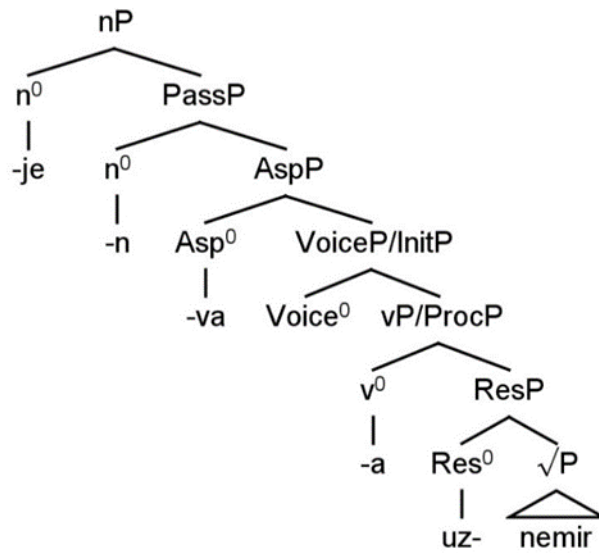 nP
n⁰ PassP
-je n⁰ AspP
-n Asp⁰ VoiceP/InitP
-va Voice⁰ vP/ProcP
v⁰ ResP
-a Res⁰ √P
uz- nemir